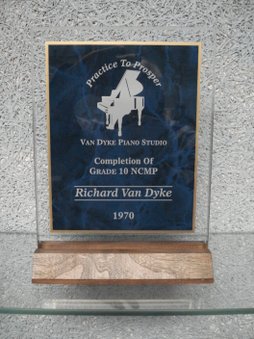 Practice To Prosper
VAN DYKE PIANO STUDIO
Completion Of
GRADE 10 NCMP
Richard Van Dyke
1970